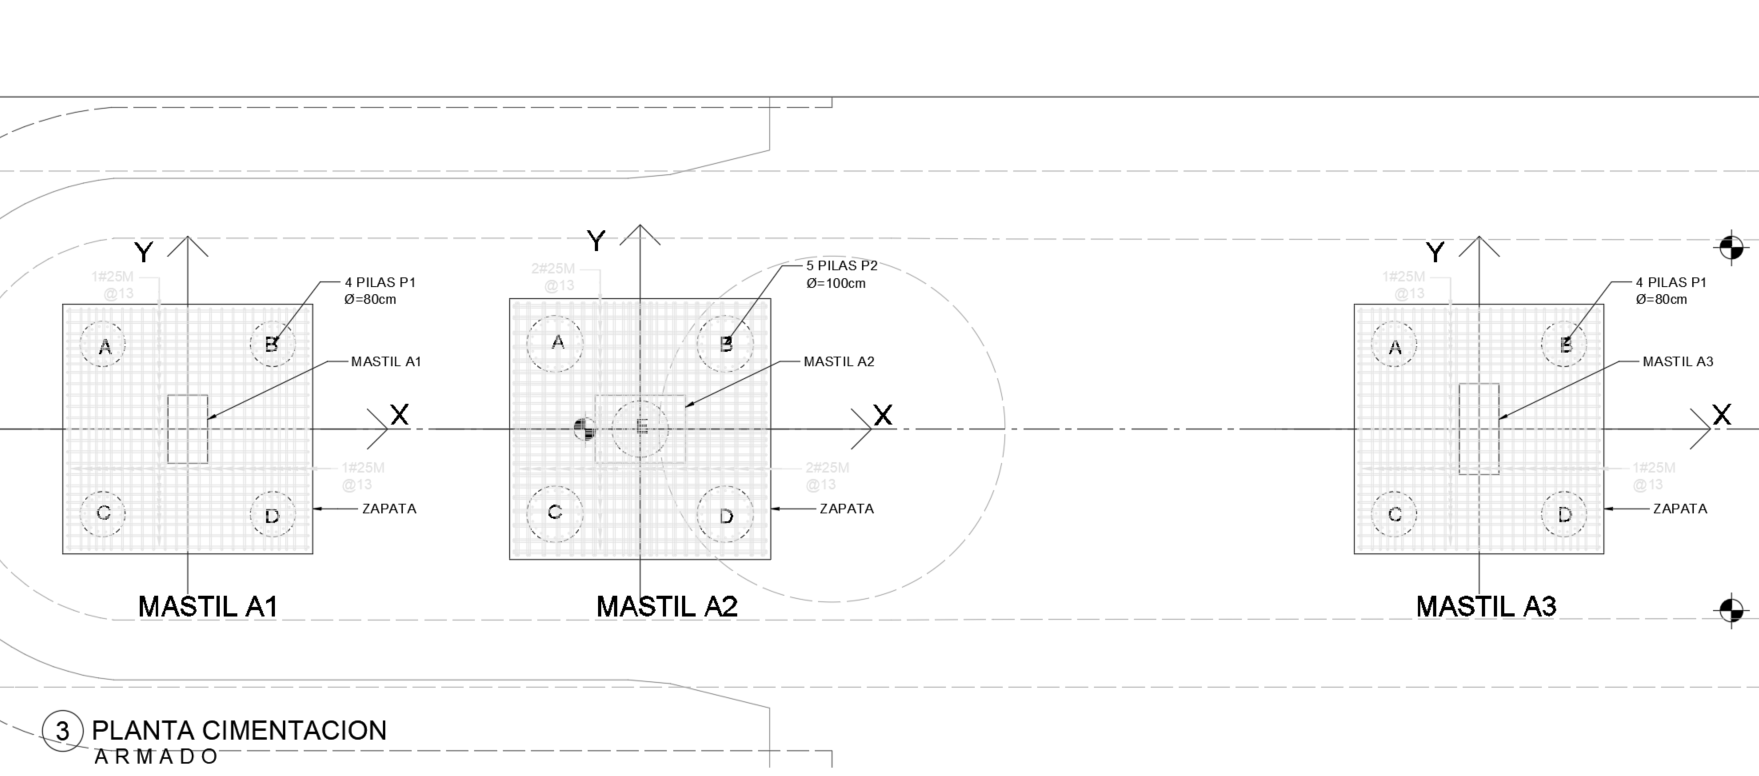 Y
1#25M
@13
4 PILAS P1
Ø=80cm
A
B
MASTIL A1
X
1#25M
@13
C
D
ZAPATA
MASTIL A1
Y
2#25M
@13
5 PILAS P2
Ø=100cm
A
B
MASTIL A2
E
X
2#25M
@13
C
D
ZAPATA
MASTIL A2
Y
1#25M
@13
4 PILAS P1
Ø=80cm
A
B
MASTIL A3
X
1#25M
@13
C
D
ZAPATA
MASTIL A3
3 PLANTA CIMENTACION
ARMADO